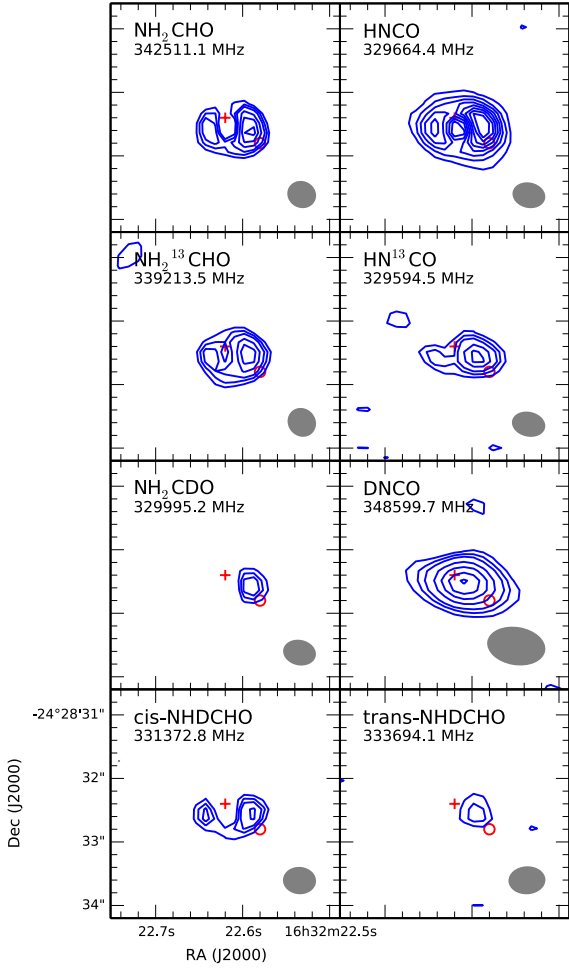 NH₂CHO
342511.1 MHz
HNCO
329664.4 MHz
NH₂¹³CHO
339213.5 MHz
HN¹³CO
329594.5 MHz
NH₂CDO
329995.2 MHz
DNCO
348599.7 MHz
cis-NHDCHO
331372.8 MHz
trans-NHDCHO
333694.1 MHz
-24°28'31"
32"
33"
34"
Dec (J2000)
22.7s 22.6s 16h32m22.5s
RA (J2000)